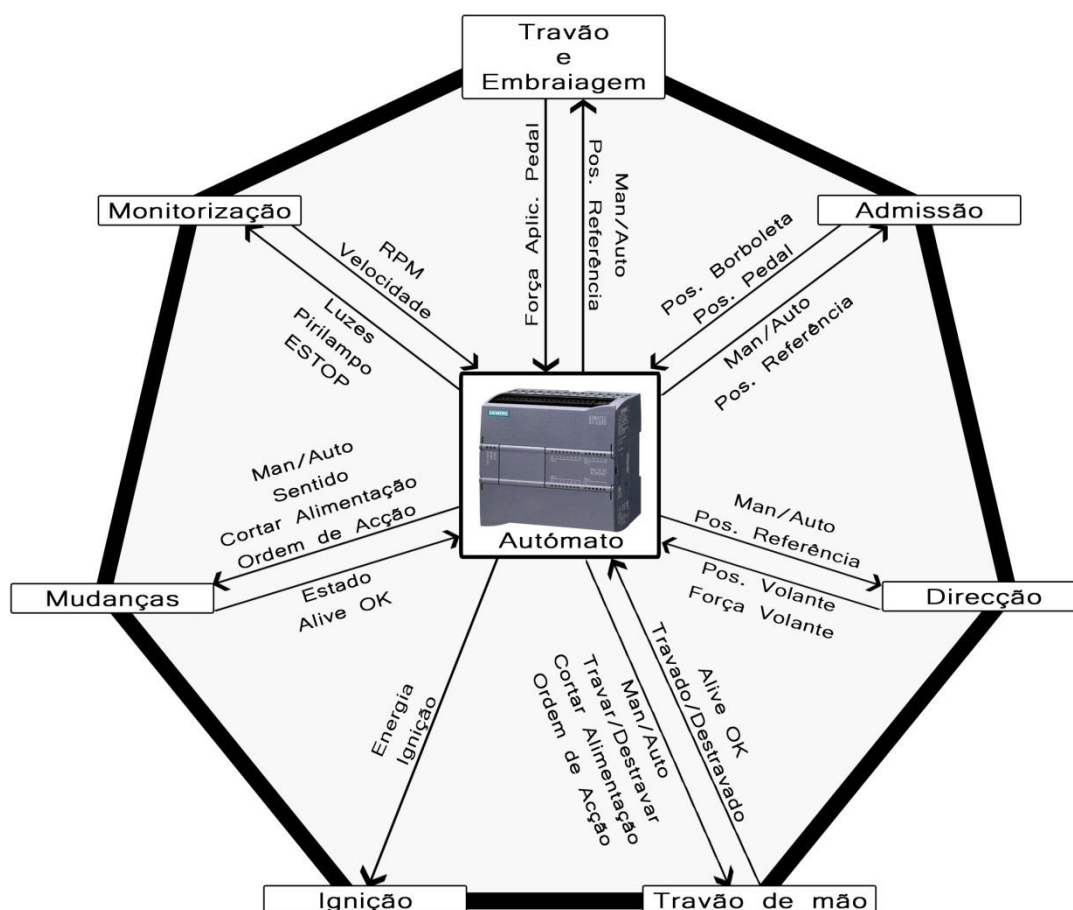 Travão
e
Embraiagem
Força Aplic. Pedal
Man/Auto
Pos. Referência
Monitorização
RPM
Velocidade
Luzes
Pirilampo
ESTOP
Admissão
Pos. Borboleta
Pos. Pedal
Man/Auto
Pos. Referência
SIEMENS
Autómato
Man/Auto
Sentido
Cortar Alimentação
Ordem de Acção
Estado
Alive OK
Mudanças
Man/Auto
Pos. Referência
Pos. Volante
Força Volante
Direcção
Energia
Ignição
Ignição
Man/Auto
Travar/Destravar
Cortar Alimentação
Ordem de Acção
Alive OK
Travado/Destravado
Travão de mão